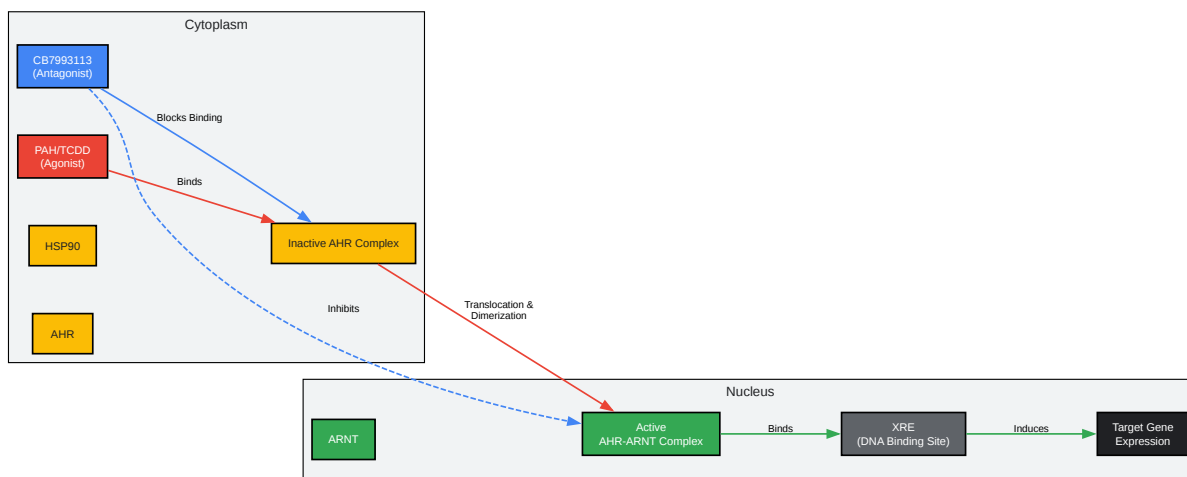 Cytoplasm
CB7993113
(Antagonist)
Blocks Binding
PAH/TCDD
(Agonist)
Binds
HSP90
Inactive AHR Complex
Inhibits
Translocation &
Dimerization
AHR
Nucleus
ARNT
Active
AHR-ARNT Complex
Binds
XRE
(DNA Binding Site)
Induces
Target Gene
Expression